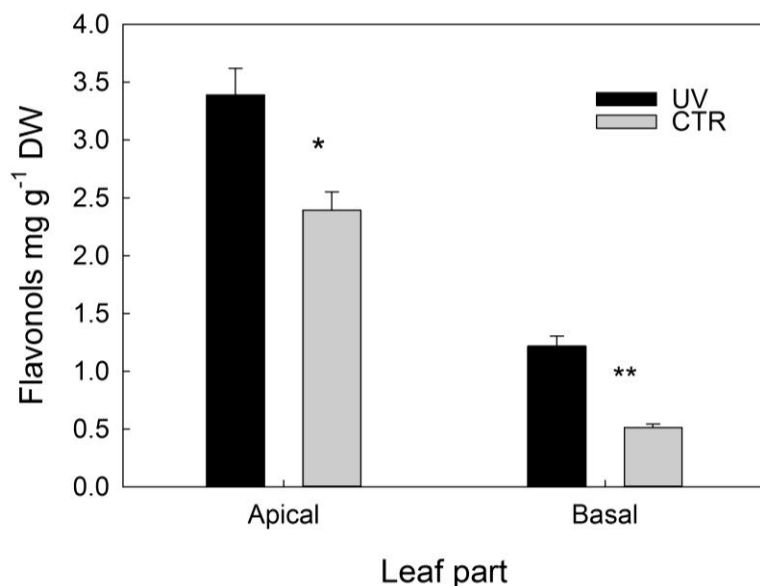 Flavonols mg g⁻¹ DW
4.0
3.5
3.0
2.5
2.0
1.5
1.0
0.5
0.0
UV
CTR
*
**
Apical Basal
Leaf part